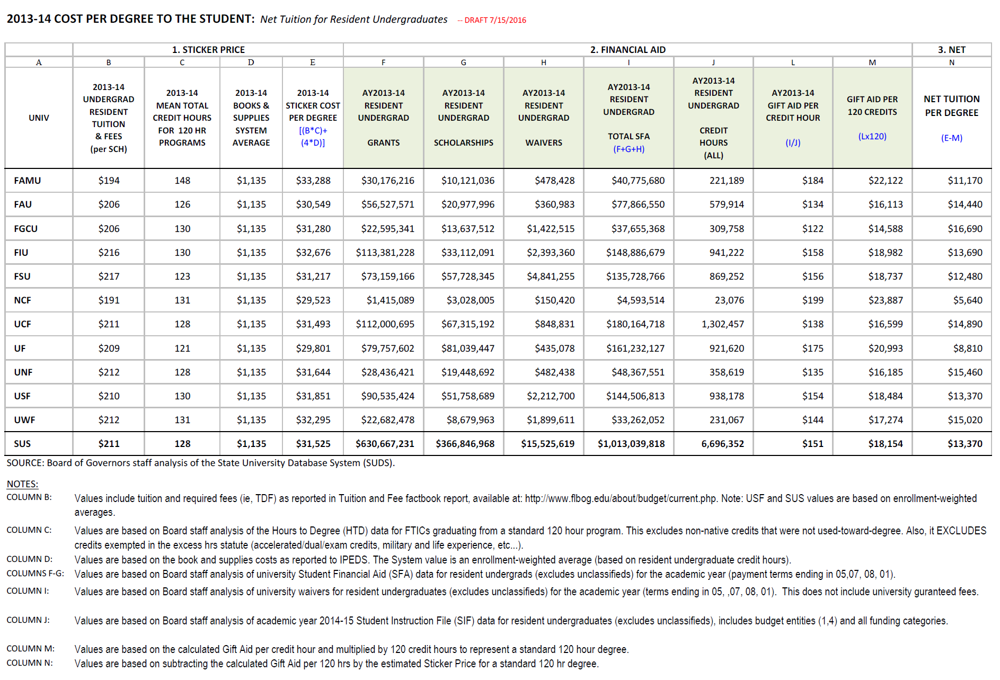 2013-14 COST PER DEGREE TO THE STUDENT: Net Tuition for Resident Undergraduates -- DRAFT 7/15/2016
1. STICKER PRICE 2. FINANCIAL AID 3. NET
A B C D E F G H I J L M N
UNIV
2013-14
UNDERGRAD
RESIDENT
TUITION
& FEES
(per SCH)
2013-14
MEAN TOTAL
CREDIT HOURS
FOR 120 HR
PROGRAMS
2013-14
BOOKS &
SUPPLIES
SYSTEM
AVERAGE
2013-14
STICKER COST
PER DEGREE
[(B*C)+
(4*D)]
AY2013-14
RESIDENT
UNDERGRAD
GRANTS
AY2013-14
RESIDENT
UNDERGRAD
SCHOLARSHIPS
AY2013-14
RESIDENT
UNDERGRAD
WAIVERS
AY2013-14
RESIDENT
UNDERGRAD
TOTAL SFA
(F+G+H)
AY2013-14
RESIDENT
UNDERGRAD
CREDIT
HOURS
(ALL)
AY2013-14
GIFT AID PER
CREDIT HOUR
(I/J)
GIFT AID PER
120 CREDITS
(Lx120)
NET TUITION
PER DEGREE
(E-M)
FAMU $194 148 $1,135 $33,288 $30,176,216 $10,121,036 $478,428 $40,775,680 221,189 $184 $22,122 $11,170
FAU $206 126 $1,135 $30,549 $56,527,571 $20,977,996 $360,983 $77,866,550 579,914 $134 $16,113 $14,440
FGCU $206 130 $1,135 $31,280 $22,595,341 $13,637,512 $1,422,515 $37,655,368 309,758 $122 $14,588 $16,690
FIU $216 130 $1,135 $32,676 $113,381,228 $33,112,091 $2,393,360 $148,886,679 941,222 $158 $18,982 $13,690
FSU $217 123 $1,135 $31,217 $73,159,166 $57,728,345 $4,841,255 $135,728,766 869,252 $156 $18,737 $12,480
NCF $191 131 $1,135 $29,523 $1,415,089 $3,028,005 $150,420 $4,593,514 23,076 $199 $23,887 $5,640
UCF $211 128 $1,135 $31,493 $112,000,695 $67,315,192 $848,831 $180,164,718 1,302,457 $138 $16,599 $14,890
UF $209 121 $1,135 $29,801 $79,757,602 $81,039,447 $435,078 $161,232,127 921,620 $175 $20,993 $8,810
UNF $212 128 $1,135 $31,644 $28,436,421 $19,448,692 $482,438 $48,367,551 358,619 $135 $16,185 $15,460
USF $210 130 $1,135 $31,851 $90,535,424 $51,758,689 $2,212,700 $144,506,813 938,178 $154 $18,484 $13,370
UWF $212 131 $1,135 $32,295 $22,682,478 $8,679,963 $1,899,611 $33,262,052 231,067 $144 $17,274 $15,020
SUS $211 128 $1,135 $31,525 $630,667,231 $366,846,968 $15,525,619 $1,013,039,818 6,696,352 $151 $18,154 $13,370
SOURCE: Board of Governors staff analysis of the State University Database System (SUDS).
NOTES:
COLUMN B: Values include tuition and required fees (ie, TDF) as reported in Tuition and Fee factbook report, available at: http://www.flbog.edu/about/budget/current.php. Note: USF and SUS values are based on enrollment-weighted
averages.
COLUMN C: Values are based on Board staff analysis of the Hours to Degree (HTD) data for FTICs graduating from a standard 120 hour program. This excludes non-native credits that were not used-toward-degree. Also, it EXCLUDES
credits exempted in the excess hrs statute (accelerated/dual/exam credits, military and life experience, etc...).
COLUMN D: Values are based on the book and supplies costs as reported to IPEDS. The System value is an enrollment-weighted average (based on resident undergraduate credit hours).
COLUMNS F-G: Values are based on Board staff analysis of university Student Financial Aid (SFA) data for resident undergrads (excludes unclassifieds) for the academic year (payment terms ending in 05,07, 08, 01).
COLUMN I: Values are based on Board staff analysis of university waivers for resident undergraduates (excludes unclassifieds) for the academic year (terms ending in 05, ,07, 08, 01). This does not include university guranteed fees.
COLUMN J: Values are based on Board staff analysis of academic year 2014-15 Student Instruction File (SIF) data for resident undergraduates (excludes unclassifieds), includes budget entities (1,4) and all funding categories.
COLUMN M: Values are based on the calculated Gift Aid per credit hour and multiplied by 120 credit hours to represent a standard 120 hour degree.
COLUMN N: Values are based on subtracting the calculated Gift Aid per 120 hrs by the estimated Sticker Price for a standard 120 hr degree.